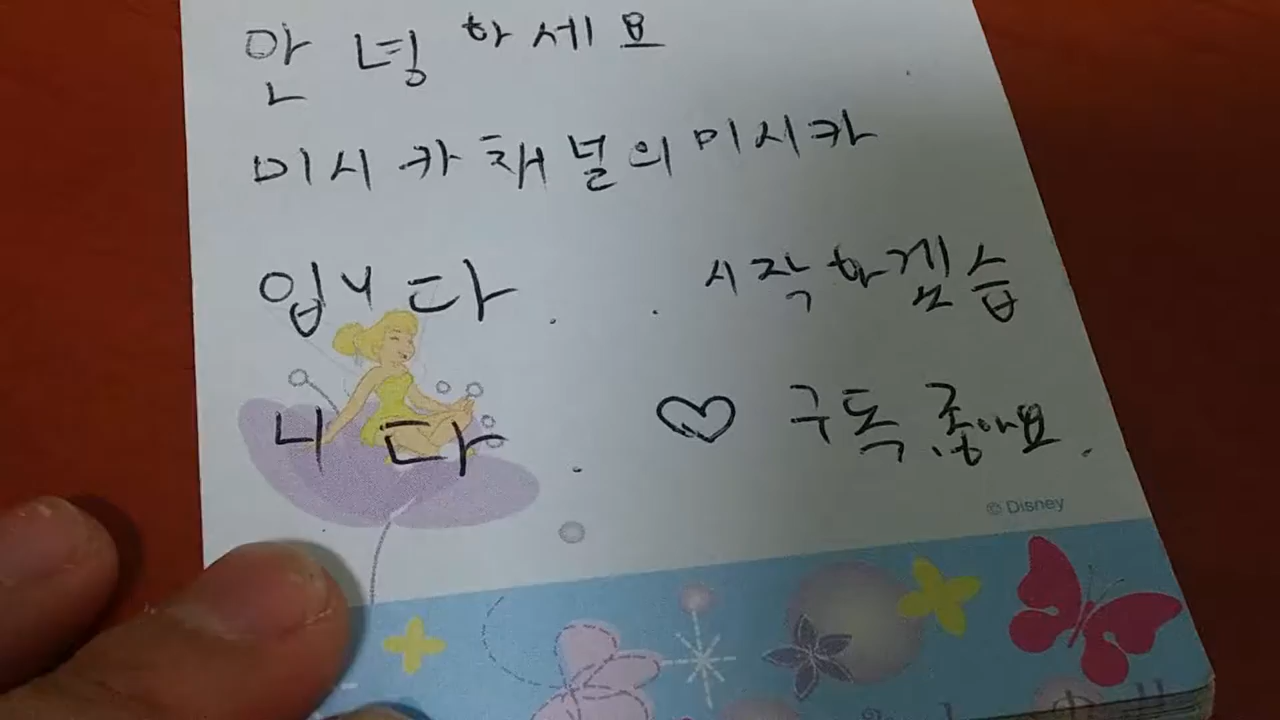 안녕하세요
미시카채널의미시카
입니다. . 시작하겝습
니다. ♡ 구독, 좋아요.
© Disney